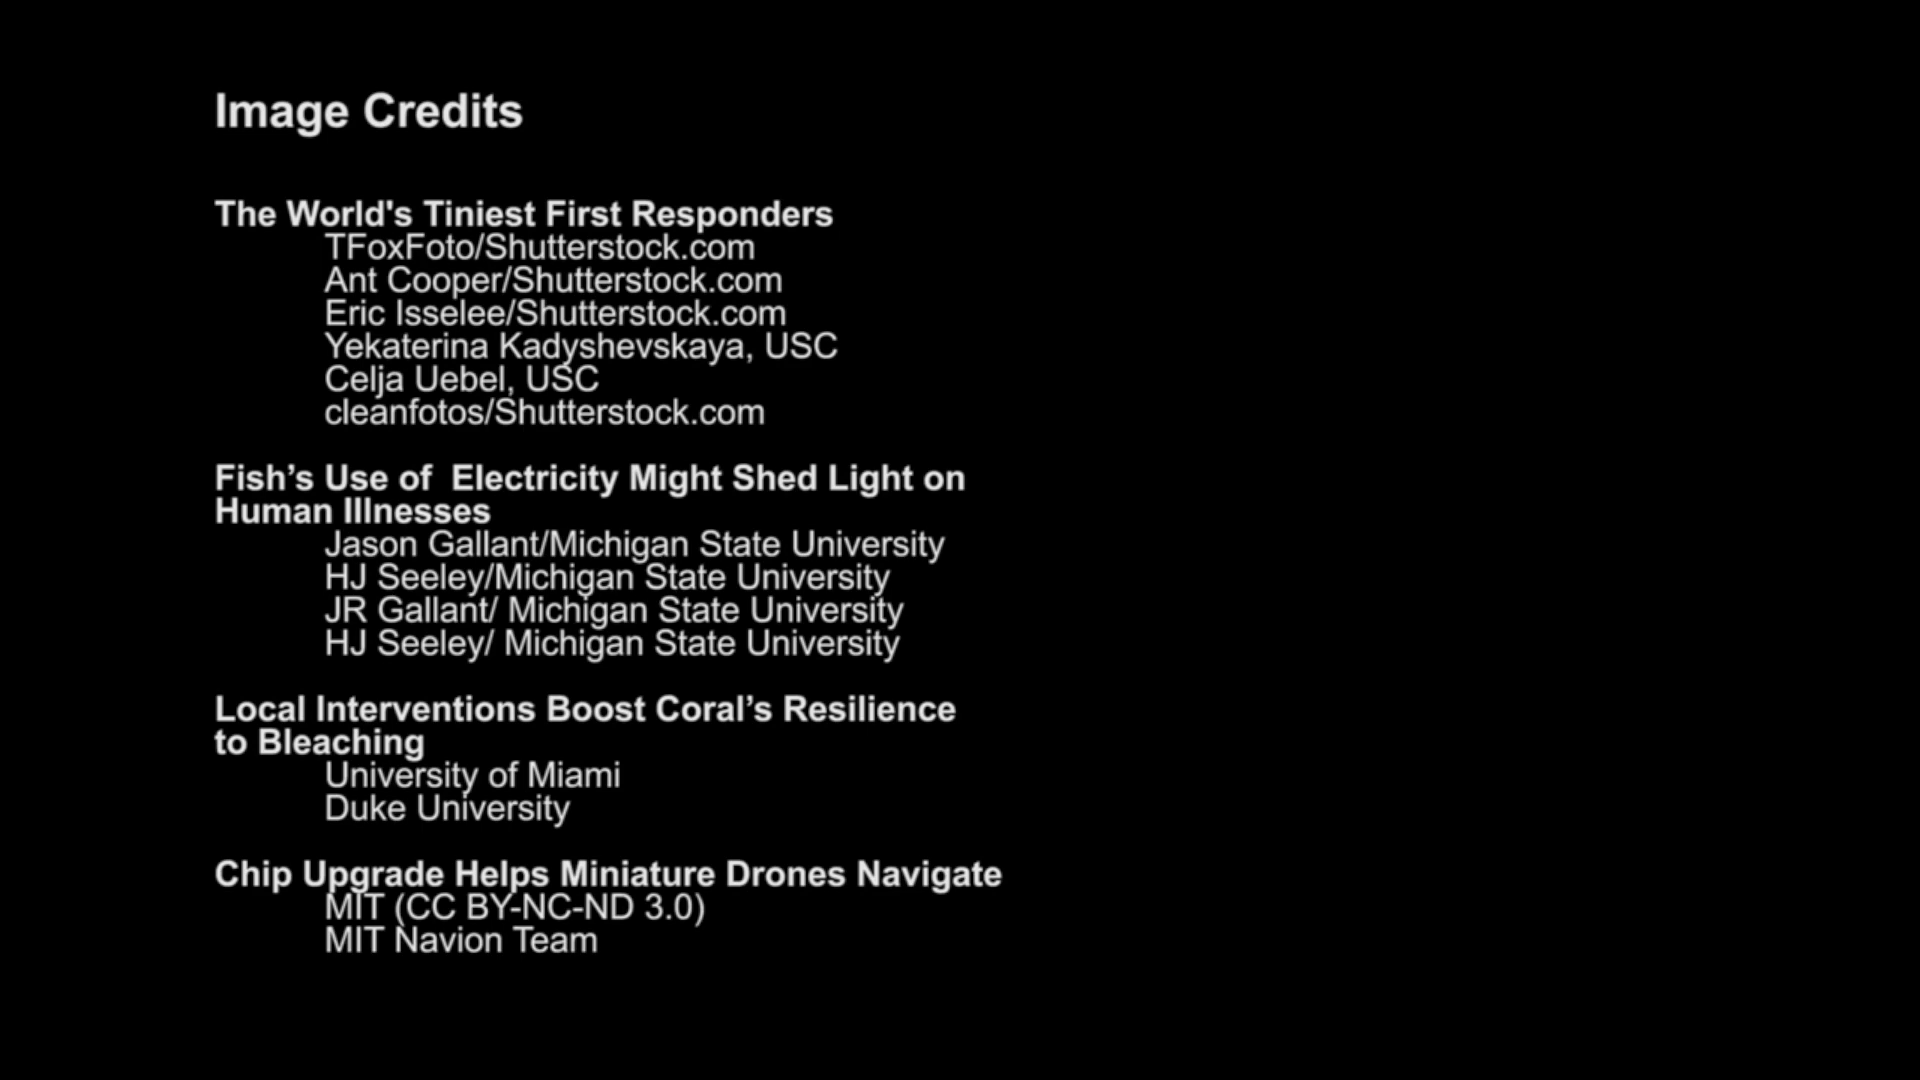 Image Credits
The World's Tiniest First Responders
TFoxFoto/Shutterstock.com
Ant Cooper/Shutterstock.com
Eric Isselee/Shutterstock.com
Yekaterina Kadyshevskaya, USC
Celja Uebel, USC
cleanfotos/Shutterstock.com
Fish’s Use of  Electricity Might Shed Light on
Human Illnesses
Jason Gallant/Michigan State University
HJ Seeley/Michigan State University
JR Gallant/ Michigan State University
HJ Seeley/ Michigan State University
Local Interventions Boost Coral’s Resilience
to Bleaching
University of Miami
Duke University
Chip Upgrade Helps Miniature Drones Navigate
MIT (CC BY-NC-ND 3.0)
MIT Navion Team